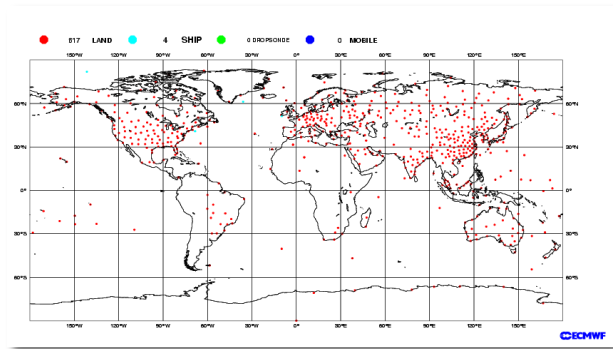 617 LAND 4 SHIP 0 DROPSONDE 0 MOBILE
150°W 120°W 90°W 60°W 30°W 0° 30°E 60°E 90°E 120°E 150°E
60°N 60°N
30°N 30°N
0° 0°
30°S 30°S
60°S 60°S
150°W 120°W 90°W 60°W 30°W 0° 30°E 60°E 90°E 120°E 150°E
ECMWF